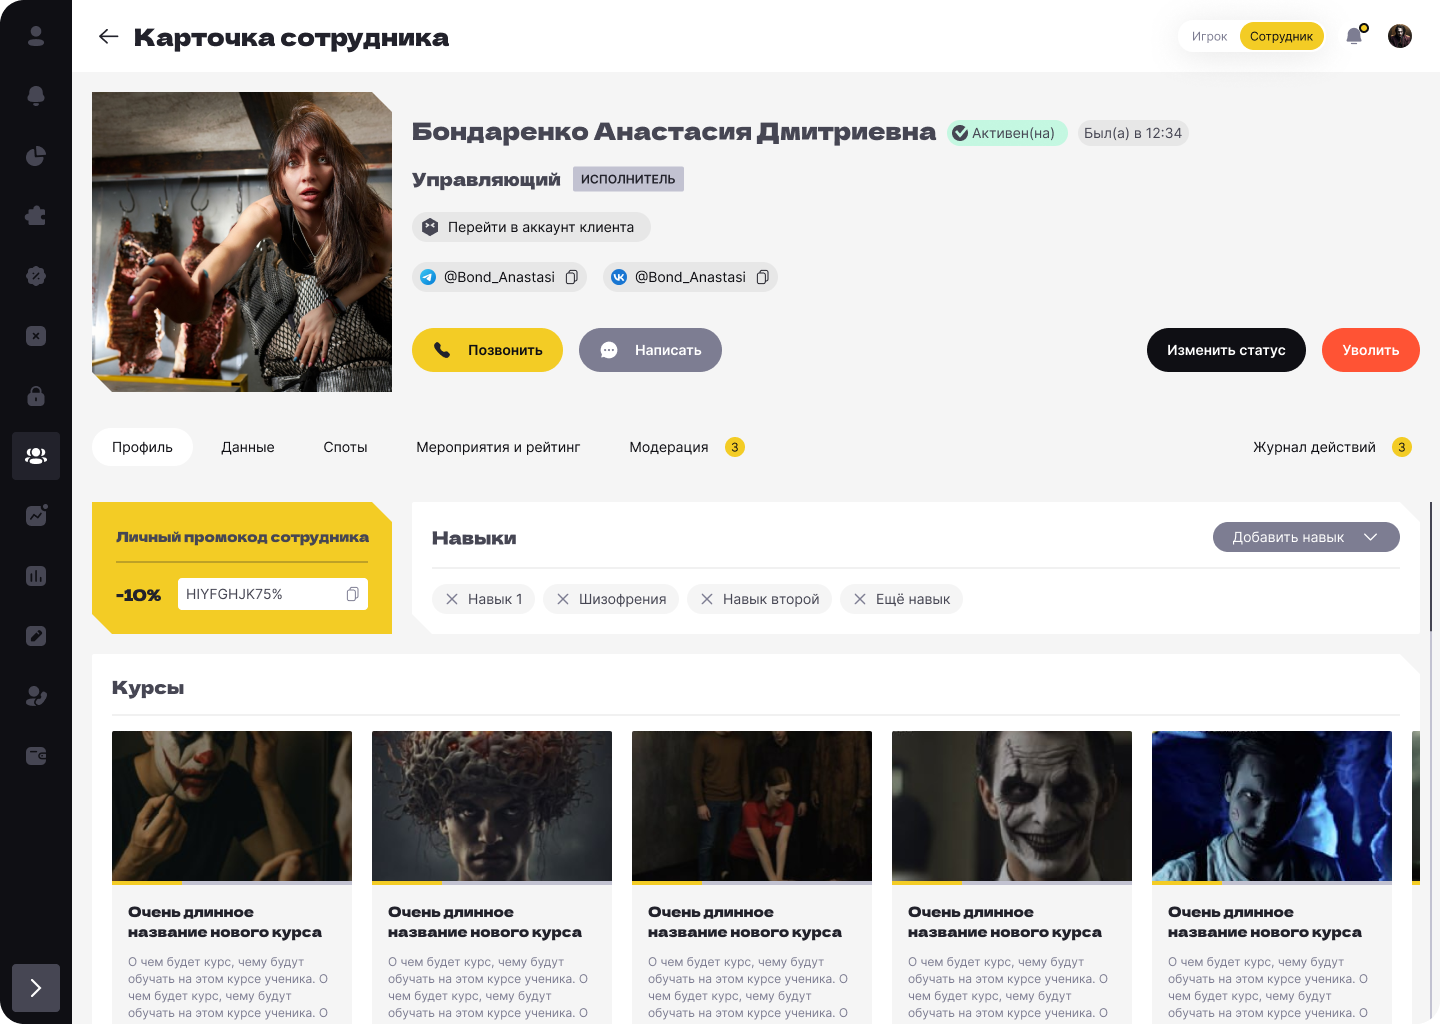 Карточка сотрудника
Игрок
Сотрудник
Бондаренко Анастасия Дмитриевна
Активен(на)
Был(а) в 12:34
Управляющий
ИСПОЛНИТЕЛЬ
Перейти в аккаунт клиента
@Bond_Anastasi
@Bond_Anastasi
Позвонить
Написать
Изменить статус
Уволить
Профиль
Данные
Споты
Мероприятия и рейтинг
Модерация
3
Журнал действий
3
Личный промокод сотрудника
-10%
HIYFGHJK75%
Навыки
Добавить навык
Навык 1
Шизофрения
Навык второй
Ещё навык
Курсы
Очень длинное
название нового курса
О чем будет курс, чему будут
обучать на этом курсе ученика. О
чем будет курс, чему будут
обучать на этом курсе ученика. О
Очень длинное
название нового курса
О чем будет курс, чему будут
обучать на этом курсе ученика. О
чем будет курс, чему будут
обучать на этом курсе ученика. О
Очень длинное
название нового курса
О чем будет курс, чему будут
обучать на этом курсе ученика. О
чем будет курс, чему будут
обучать на этом курсе ученика. О
Очень длинное
название нового курса
О чем будет курс, чему будут
обучать на этом курсе ученика. О
чем будет курс, чему будут
обучать на этом курсе ученика. О
Очень длинное
название нового курса
О чем будет курс, чему будут
обучать на этом курсе ученика. О
чем будет курс, чему будут
обучать на этом курсе ученика. О